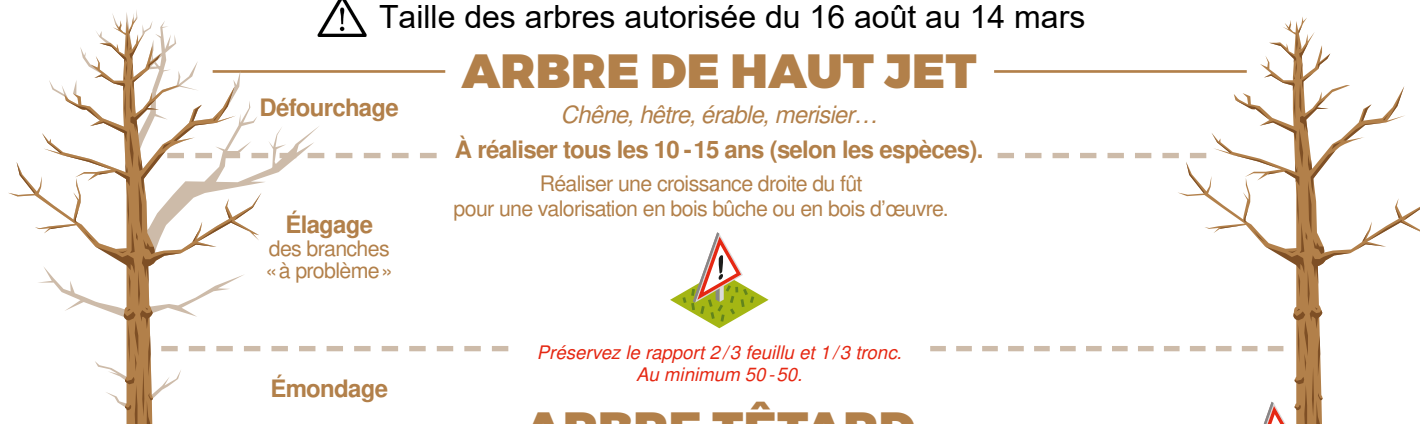 Taille des arbres autorisée du 16 août au 14 mars
ARBRE DE HAUT JET
Défourchage
Chêne, hêtre, érable, merisier…
À réaliser tous les 10-15 ans (selon les espèces).
Réaliser une croissance droite du fût
pour une valorisation en bois bûche ou en bois d’œuvre.
Élagage
des branches
« à problème »
!
Préservez le rapport 2/3 feuillu et 1/3 tronc.
Au minimum 50-50.
Émondage
ARBRE TÊTARD